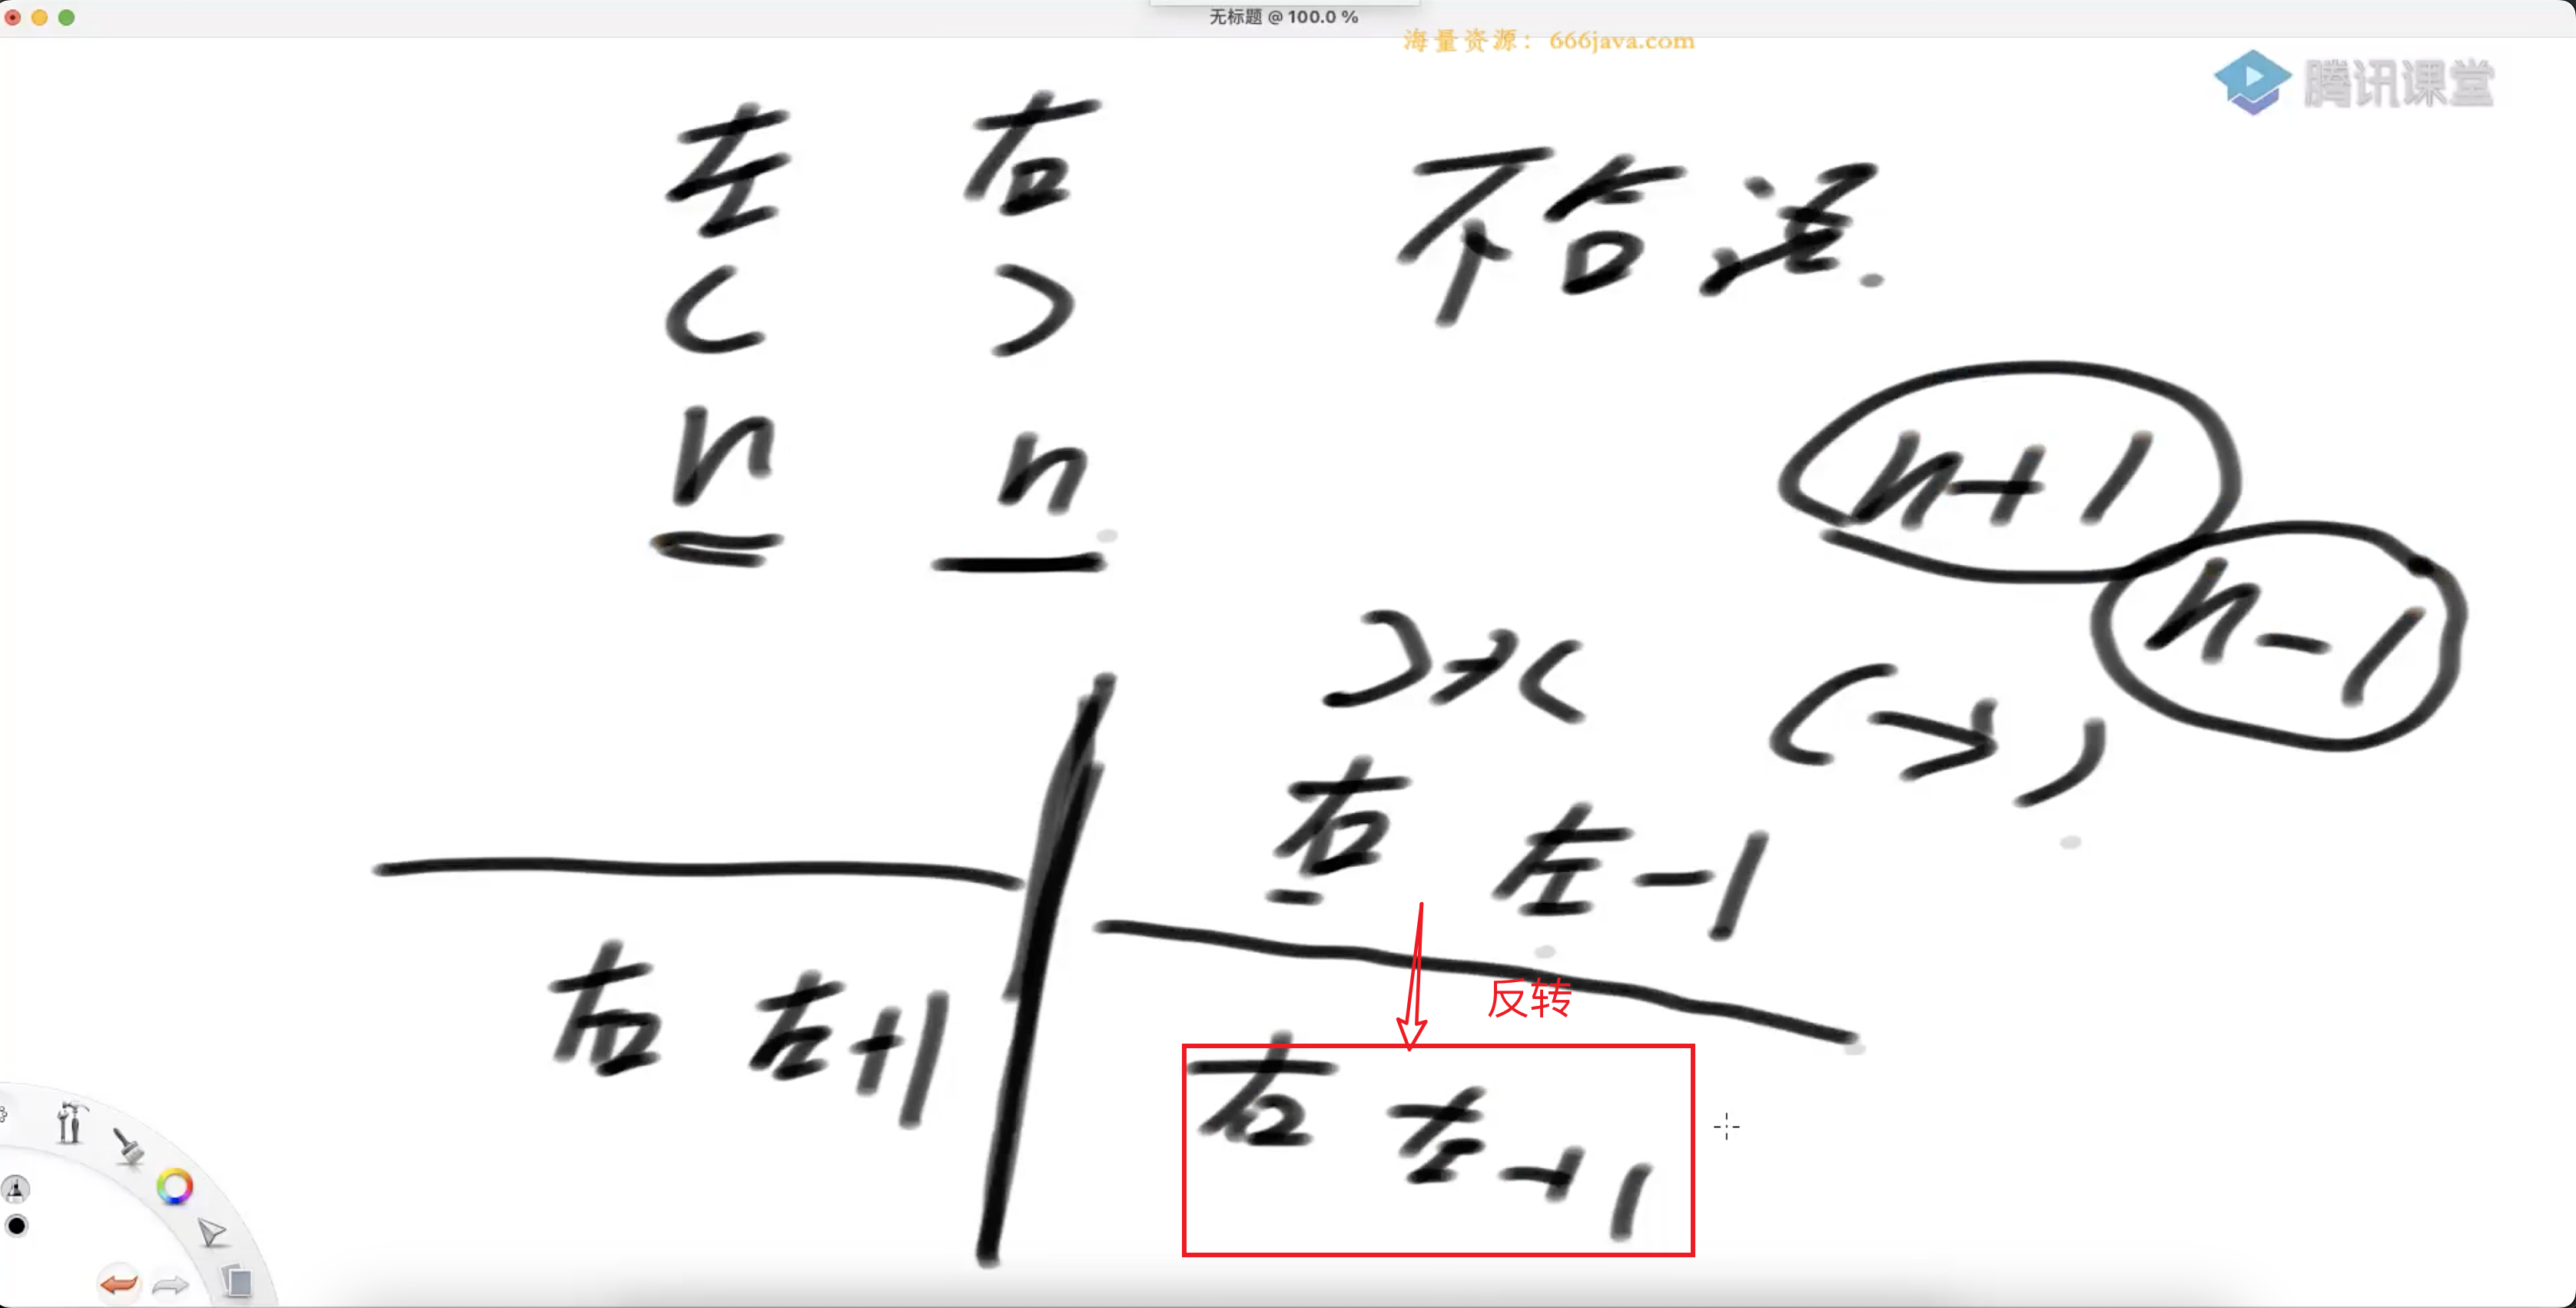 无标题 @ 100.0 %
海量资源：666java.com
腾讯课堂
左 右 不合法
( )
n n
n+1
n-1
) → (
( → )
右 左-1
反转
右 左+1
右 左+1